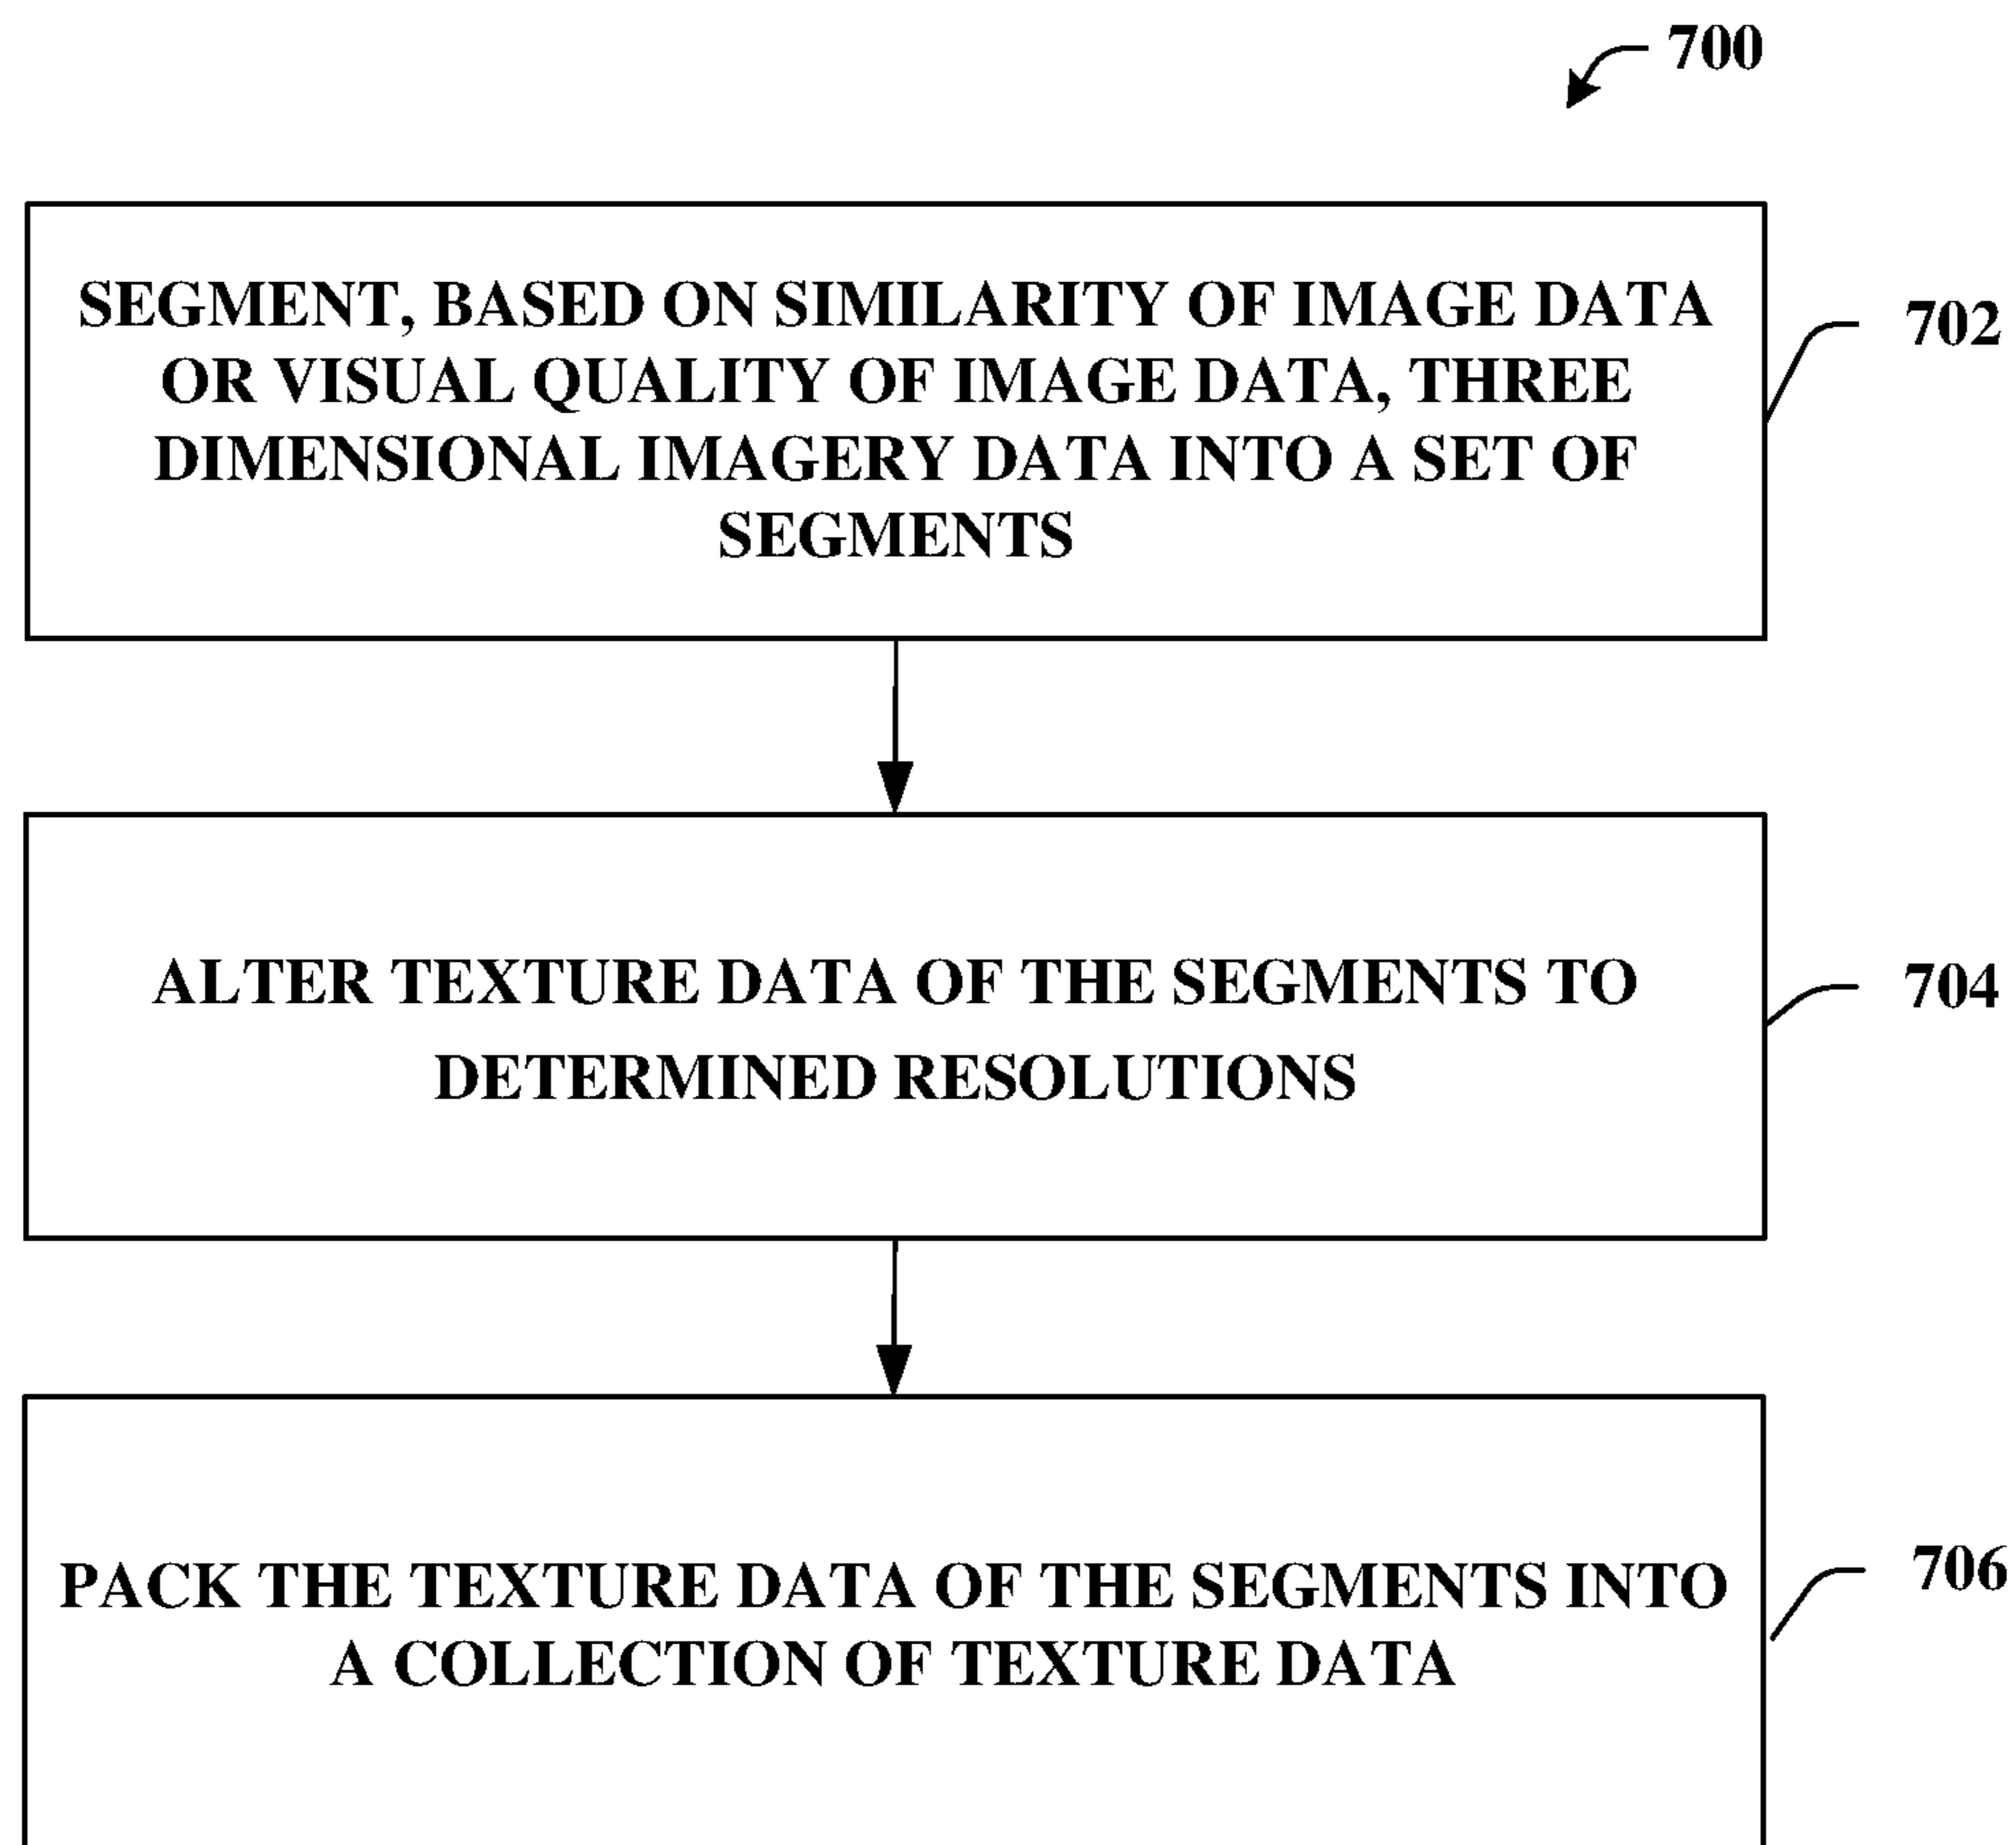 700
SEGMENT, BASED ON SIMILARITY OF IMAGE DATA
OR VISUAL QUALITY OF IMAGE DATA, THREE
DIMENSIONAL IMAGERY DATA INTO A SET OF
SEGMENTS
702
ALTER TEXTURE DATA OF THE SEGMENTS TO
DETERMINED RESOLUTIONS
704
PACK THE TEXTURE DATA OF THE SEGMENTS INTO
A COLLECTION OF TEXTURE DATA
706